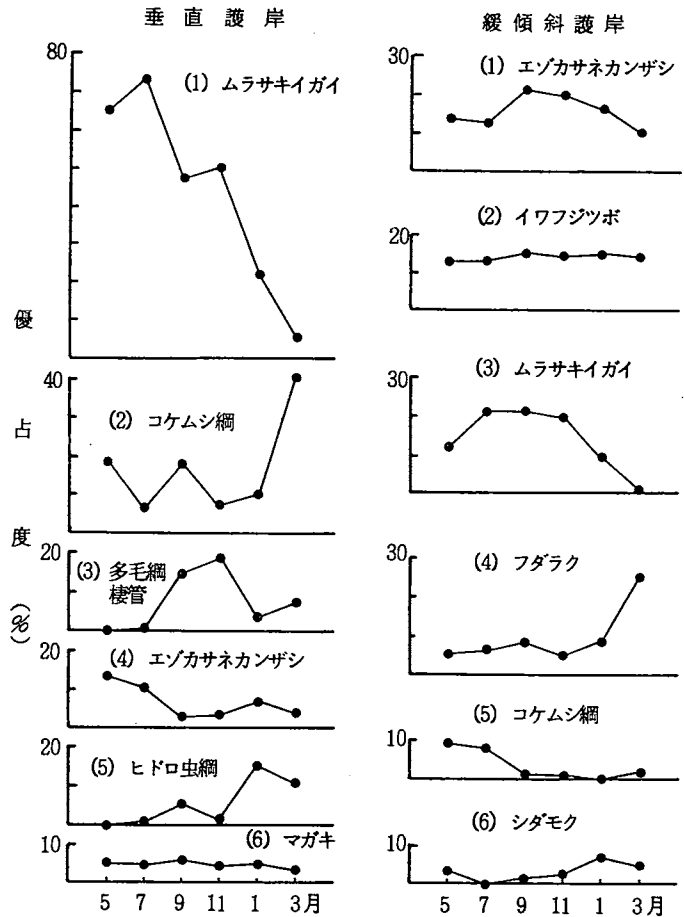 垂直護岸
80
(1) ムラサキイガイ
40
(2) コケムシ綱
20
(3) 多毛綱
棲管
20
(4) エゾカサネカンザシ
20
(5) ヒドロ虫綱
10
(6) マガキ
5 7 9 11 1 3月
優占度(%)
緩傾斜護岸
30
(1) エゾカサネカンザシ
20
(2) イワフジツボ
30
(3) ムラサキイガイ
30
(4) フダラク
10
(5) コケムシ綱
10
(6) シダモク
5 7 9 11 1 3月